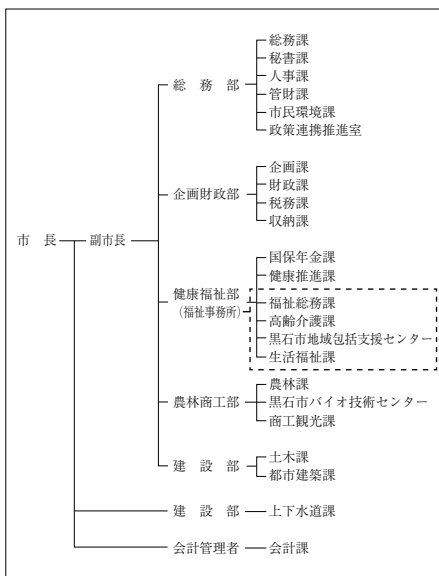 総務課
秘書課
人事課
総務部 管財課
市民環境課
政策連携推進室
企画課
財政課
企画財政部 税務課
収納課
市長 副市長
国保年金課
健康推進課
健康福祉部
(福祉事務所) 福祉総務課
高齢介護課
黒石市地域包括支援センター
生活福祉課
農林課
農林商工部 黒石市バイオ技術センター
商工観光課
建設部 土木課
都市建築課
建設部 上下水道課
会計管理者 会計課